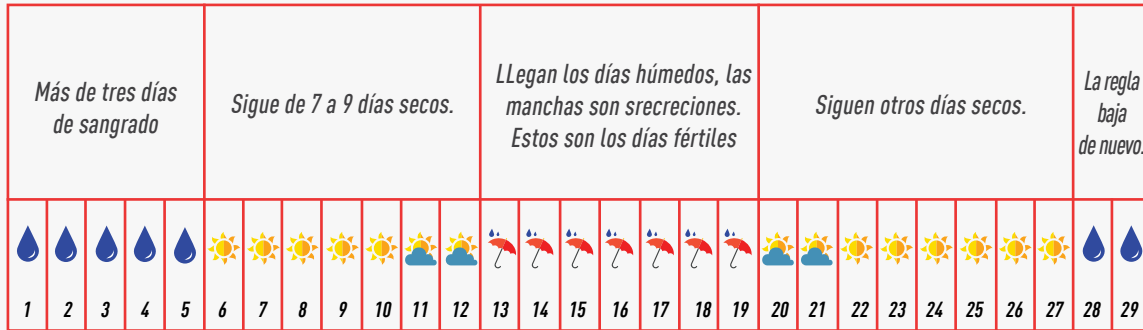 Más de tres días
de sangrado
Sigue de 7 a 9 días secos.
LLegan los días húmedos, las
manchas son srecreciones.
Estos son los días fértiles
Siguen otros días secos.
La regla
baja
de nuevo.
1 2 3 4 5 6 7 8 9 10 11 12 13 14 15 16 17 18 19 20 21 22 23 24 25 26 27 28 29